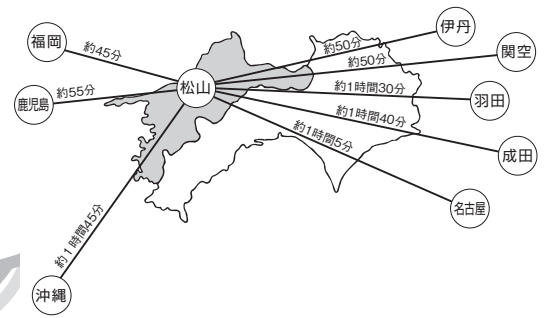 福岡
約45分
鹿児島
約55分
松山
約50分
伊丹
約50分
関空
約1時間30分
羽田
約1時間40分
成田
約1時間5分
名古屋
約1時間45分
沖縄